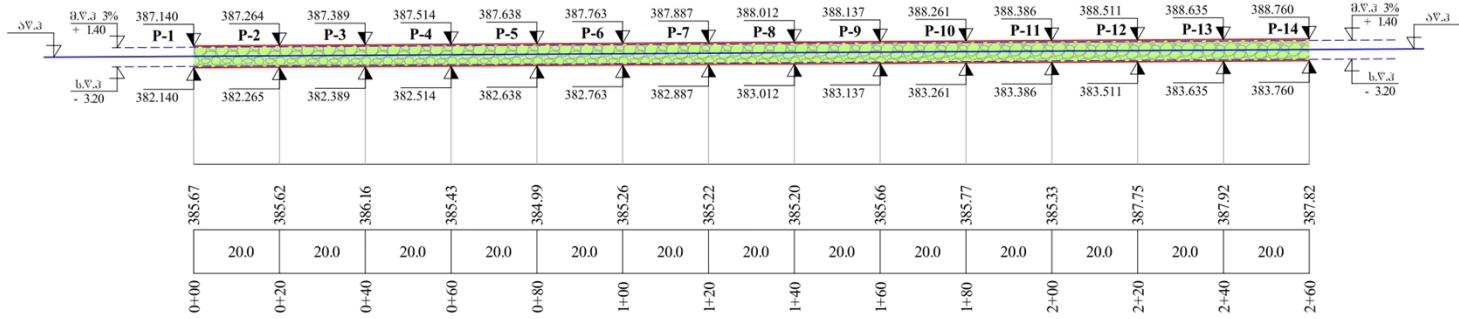 387.140 387.264 387.389 387.514 387.638 387.763 387.887 388.012 388.137 388.261 388.386 388.511 388.635 388.760
3% 3%
+ 1.40 + 1.40
P-1 P-2 P-3 P-4 P-5 P-6 P-7 P-8 P-9 P-10 P-11 P-12 P-13 P-14
- 3.20 - 3.20
382.140 382.265 382.389 382.514 382.638 382.763 382.887 383.012 383.137 383.261 383.386 383.511 383.635 383.760
385.67 385.62 386.16 385.43 384.99 385.26 385.22 385.20 385.66 385.77 385.33 387.75 387.92 387.82
20.0 20.0 20.0 20.0 20.0 20.0 20.0 20.0 20.0 20.0 20.0 20.0 20.0
0+00 0+20 0+40 0+60 0+80 1+00 1+20 1+40 1+60 1+80 2+00 2+20 2+40 2+60